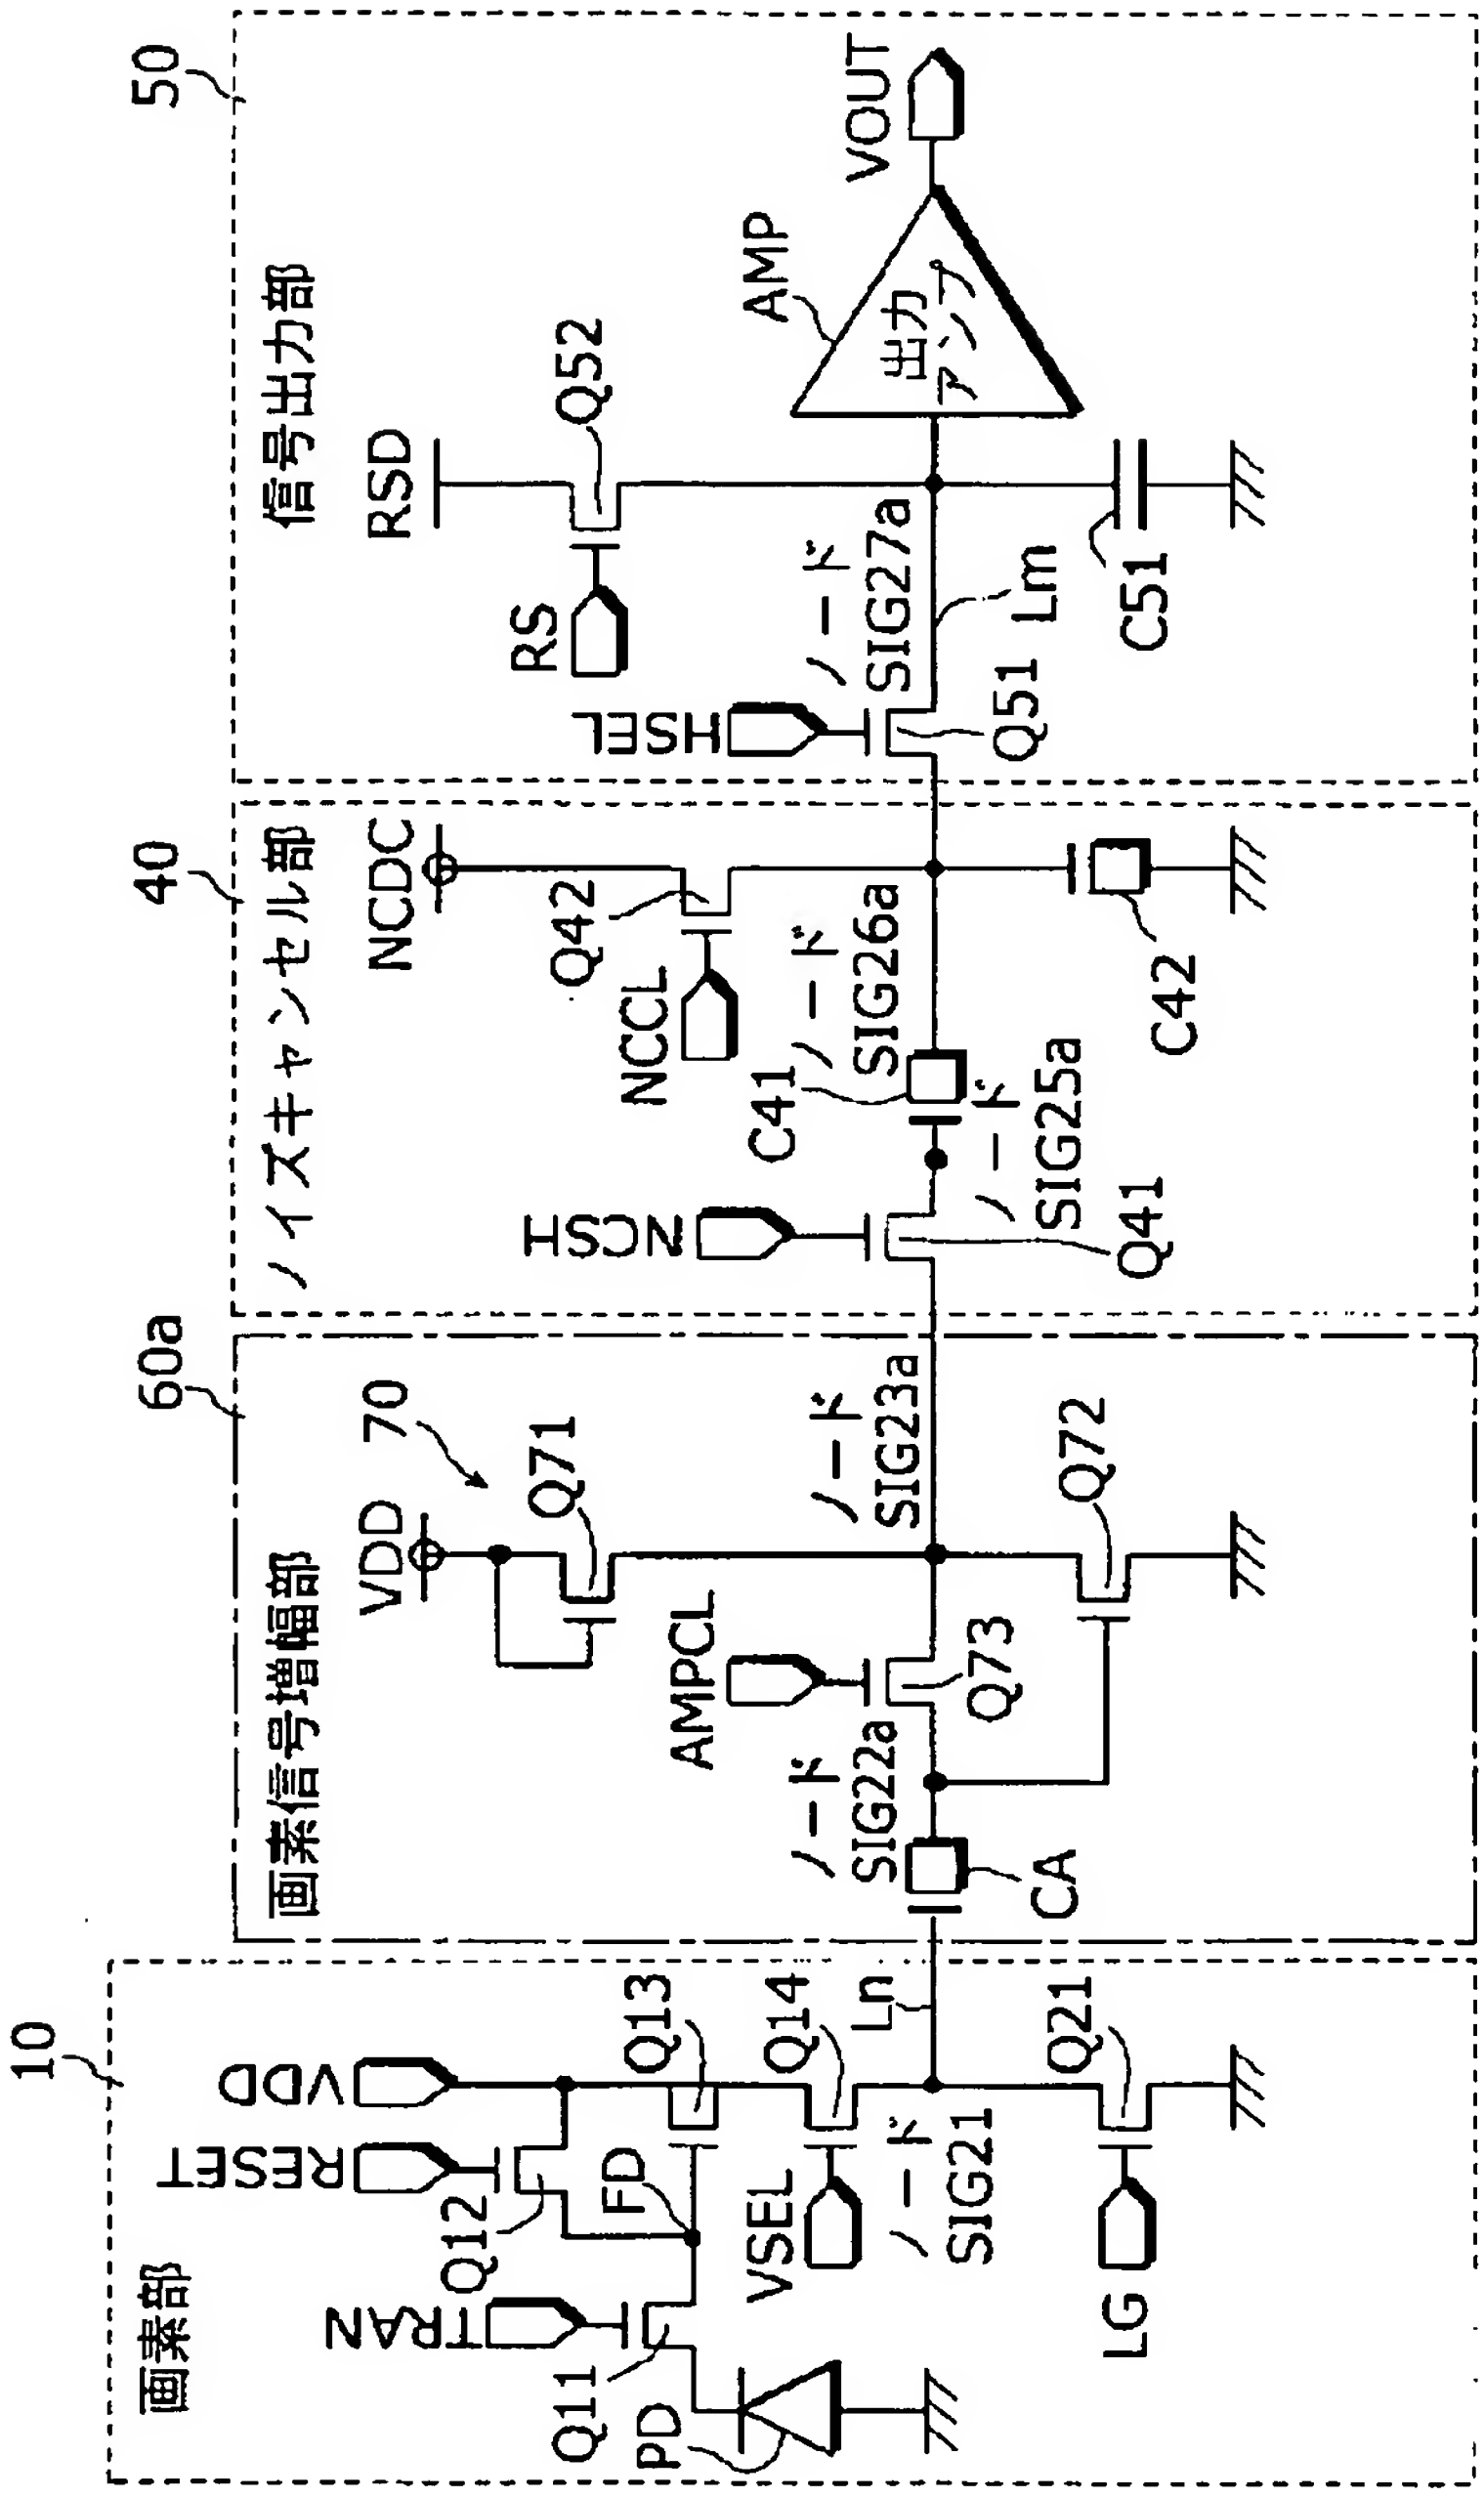 10
画素部
VDD
RESET
TRAN
Q11
Q12
PD
FD
Q13
Q14
VSEL
ノード
SIG21
Ln
Q21
LG
60a
画素信号増幅部
VDD
70
Q71
AMPCL
ノード
SIG22a
CA
Q73
ノード
SIG23a
Q72
40
ノイズキャンセル部
NCDC
NCSH
NCCL
Q42
C41
ノード
SIG25a
Q41
ノード
SIG26a
C42
50
信号出力部
RSD
RS
Q52
HSEL
ノード
SIG27a
Q51
Lm
C51
AMP
出力
アンプ
VOUT